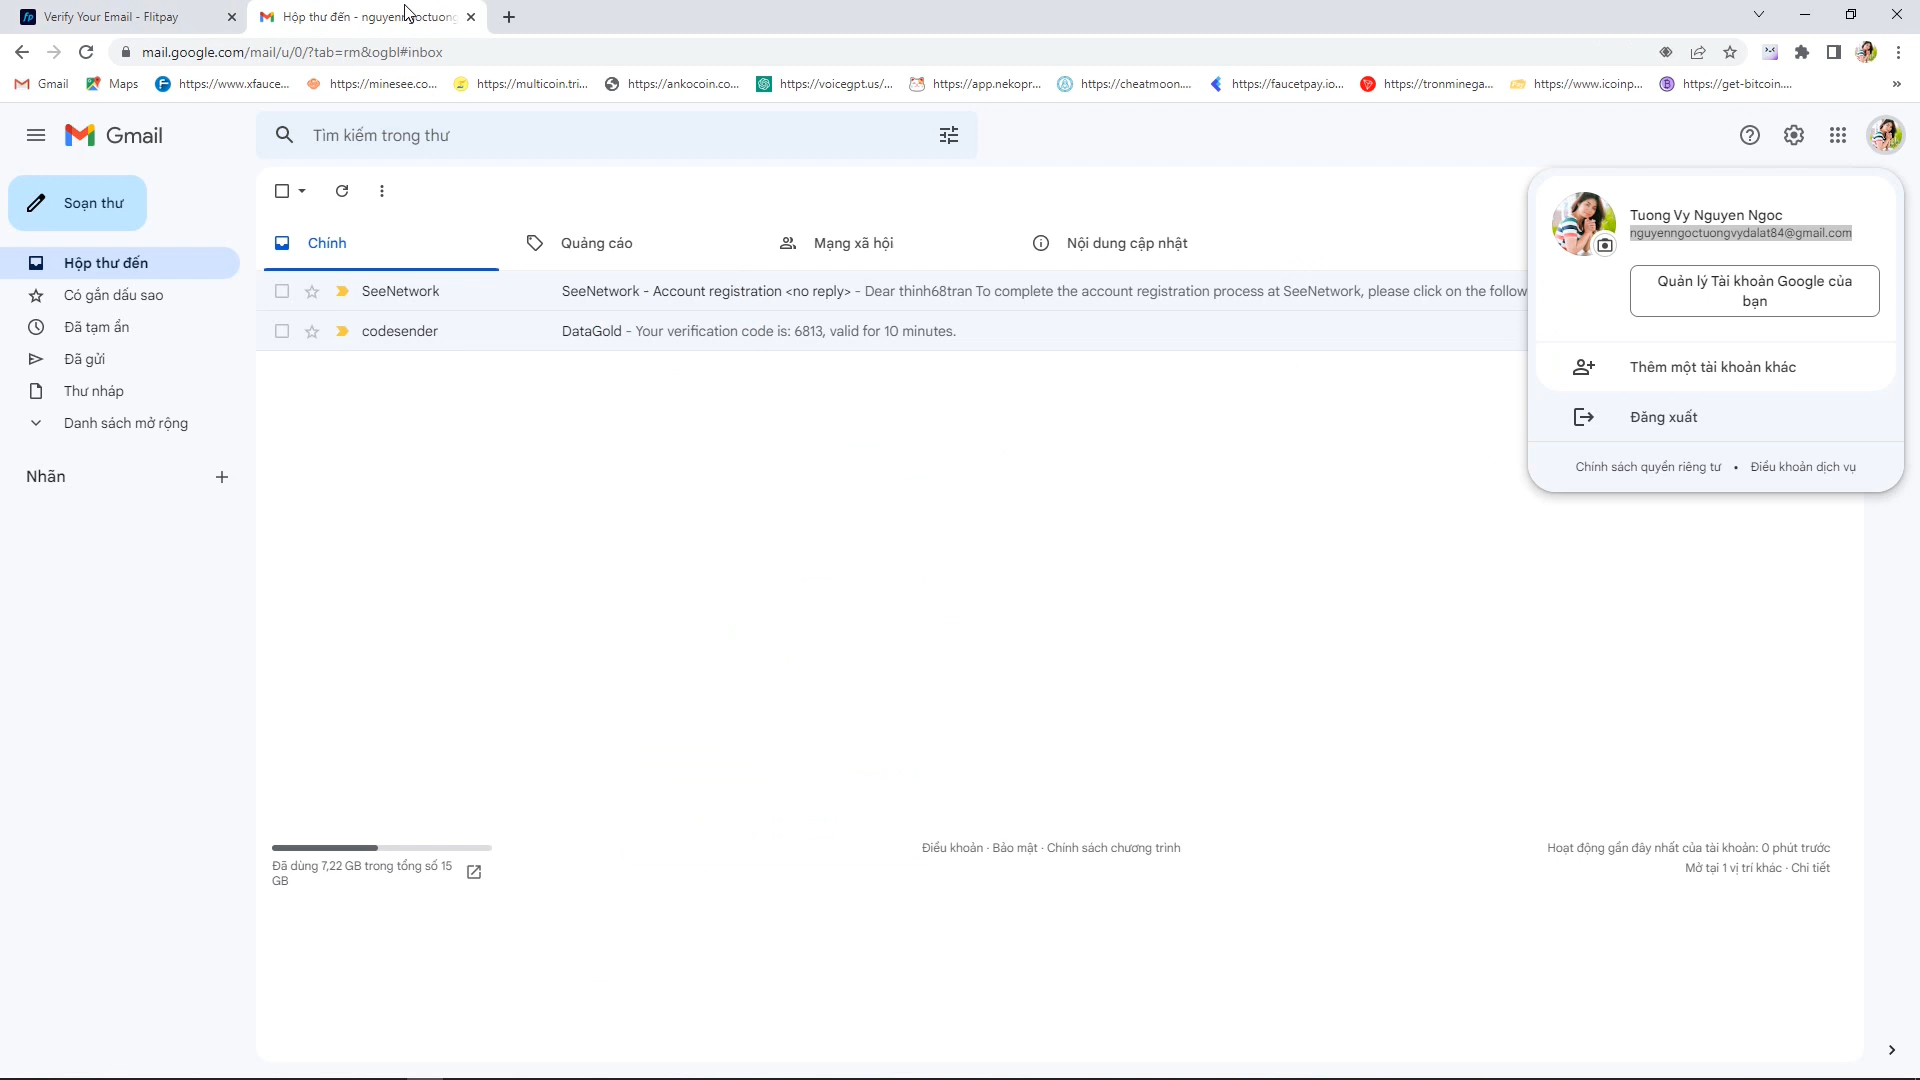 Verify Your Email - Flitpay
Hộp thư đến -
mail.google.com/mail/u/0/?tab=rm&ogbl#inbox
Gmail
Maps
https://www.xfauce...
https://minesee.co...
https://multicoin.tri...
https://ankocoin.co...
https://voicegpt.us/...
https://app.nekopr...
https://cheatmoon....
https://faucetpay.io...
https://tronminega...
https://www.icoinp...
https://get-bitcoin....
Gmail
Tìm kiếm trong thư
Soạn thư
Hộp thư đến
Có gắn dấu sao
Đã tạm ẩn
Đã gửi
Thư nháp
Danh sách mở rộng
Nhãn
Chính
Quảng cáo
Mạng xã hội
Nội dung cập nhật
SeeNetwork
SeeNetwork - Account registration <no reply> - Dear thinh68tran To complete the account registration process at SeeNetwork, please click on the follow
codesender
DataGold - Your verification code is: 6813, valid for 10 minutes.
Tuong Vy Nguyen Ngoc
nguyenngoctuongvydalat84@gmail.com
Quản lý Tài khoản Google của
bạn
Thêm một tài khoản khác
Đăng xuất
Chính sách quyền riêng tư • Điều khoản dịch vụ
Đã dùng 7,22 GB trong tổng số 15
GB
Điều khoản · Bảo mật · Chính sách chương trình
Hoạt động gần đây nhất của tài khoản: 0 phút trước
Mở tại 1 vị trí khác · Chi tiết